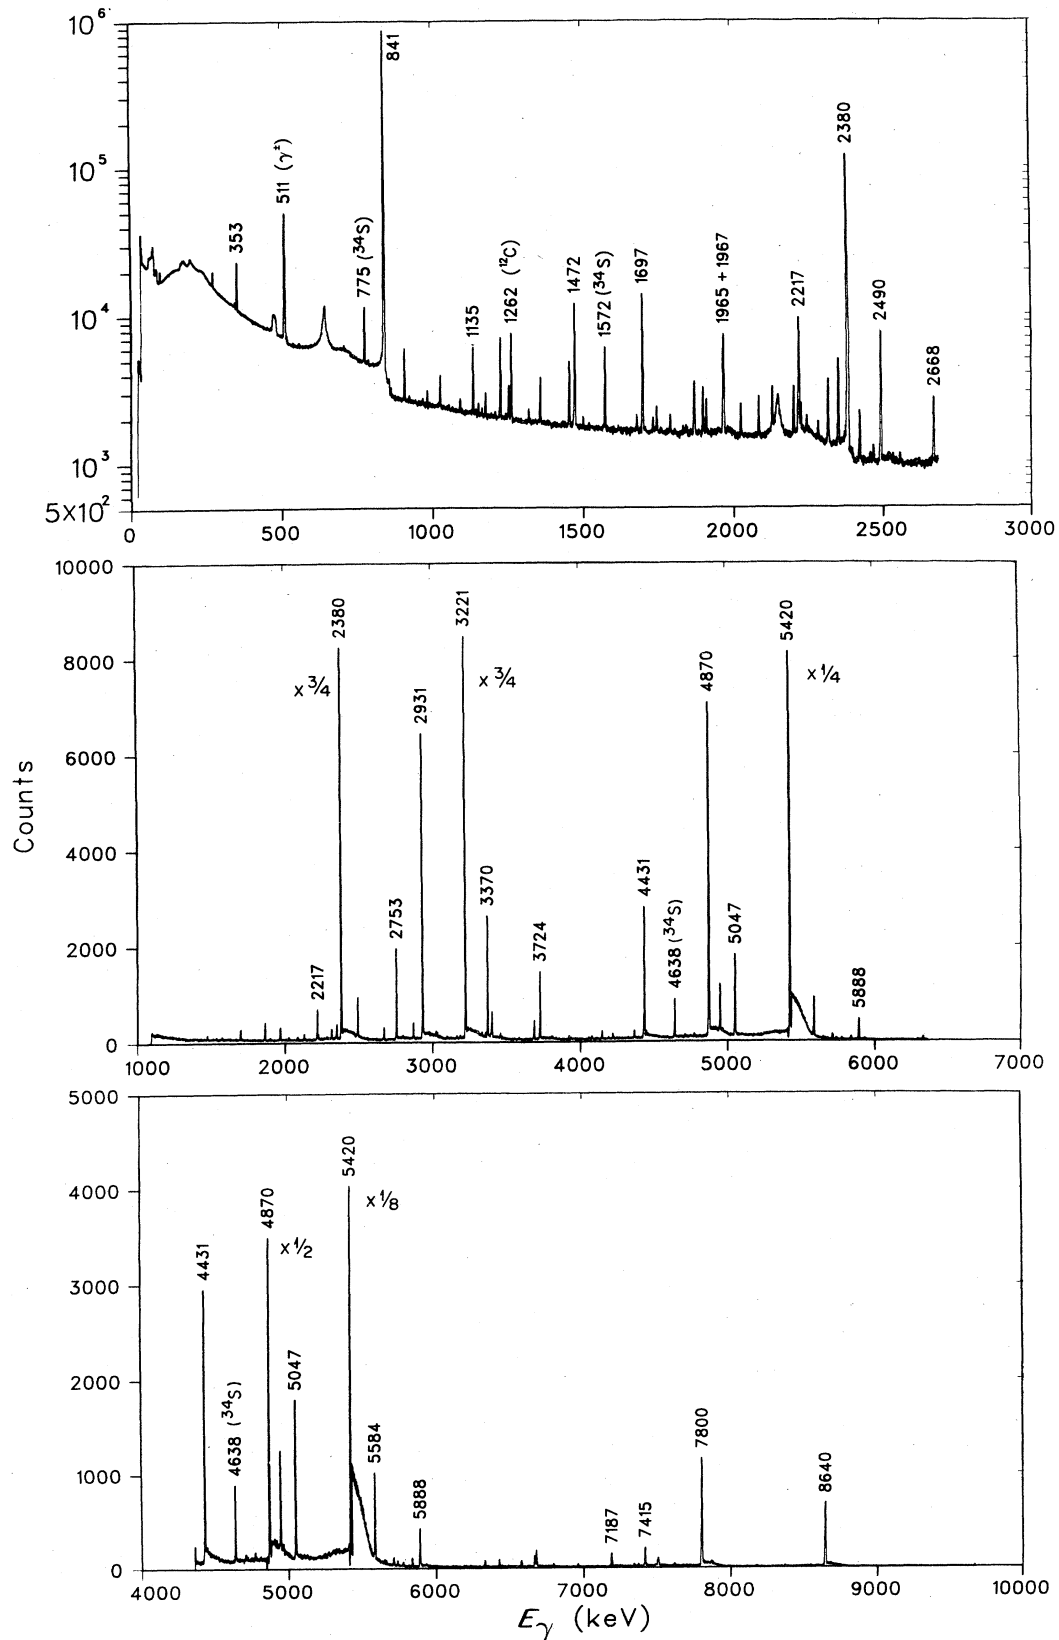 10⁶
10⁵
10⁴
10³
5×10²
353
511 (γ±)
775 (³⁴S)
841
1135
1262 (¹²C)
1472
1572 (³⁴S)
1697
1965 + 1967
2217
2380
2490
2668
0 500 1000 1500 2000 2500 3000
10000
8000
6000
4000
2000
0
2217
2380
x 3/4
2753
2931
3221
x 3/4
3370
3724
4431
4638 (³⁴S)
4870
5047
5420
x 1/4
5888
1000 2000 3000 4000 5000 6000 7000
Counts
5000
4000
3000
2000
1000
0
4431
4638 (³⁴S)
4870
x 1/2
5047
5420
x 1/8
5584
5888
7187
7415
7800
8640
4000 5000 6000 7000 8000 9000 10000
Eγ (keV)